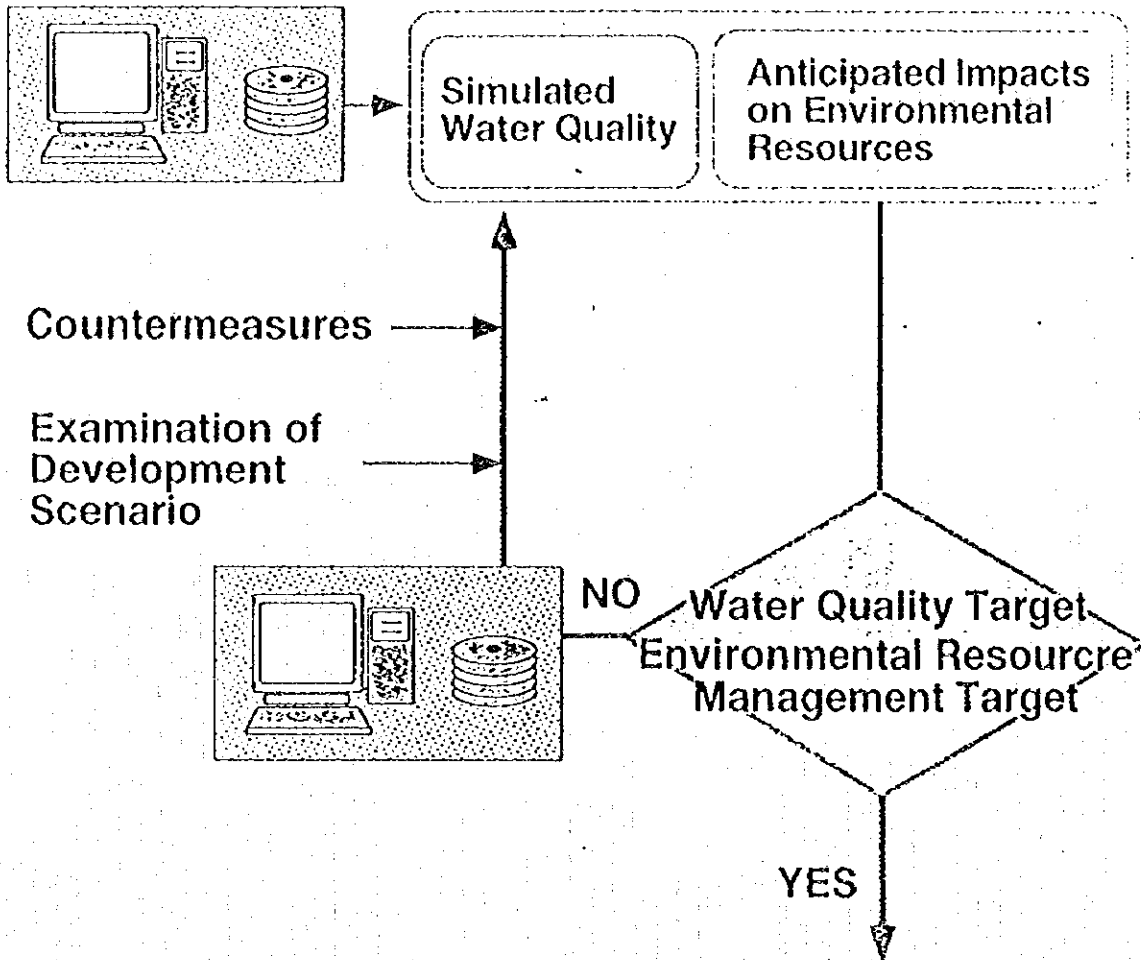 Simulated
Water Quality
Anticipated Impacts
on Environmental
Resources
Countermeasures
Examination of
Development
Scenario
NO
Water Quality Target
Environmental Resourcre
Management Target
YES